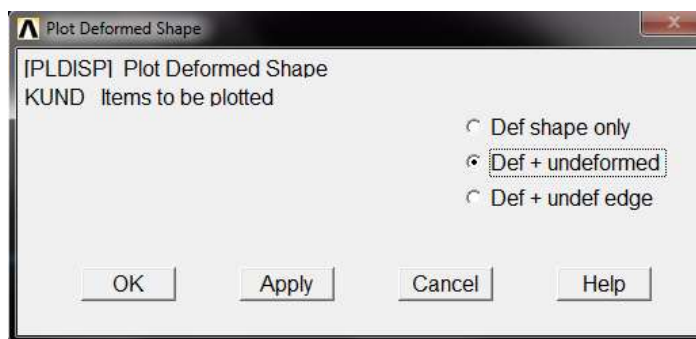 Plot Deformed Shape
[PLDISP] Plot Deformed Shape
KUND Items to be plotted
Def shape only
Def + undeformed
Def + undef edge
OK Apply Cancel Help